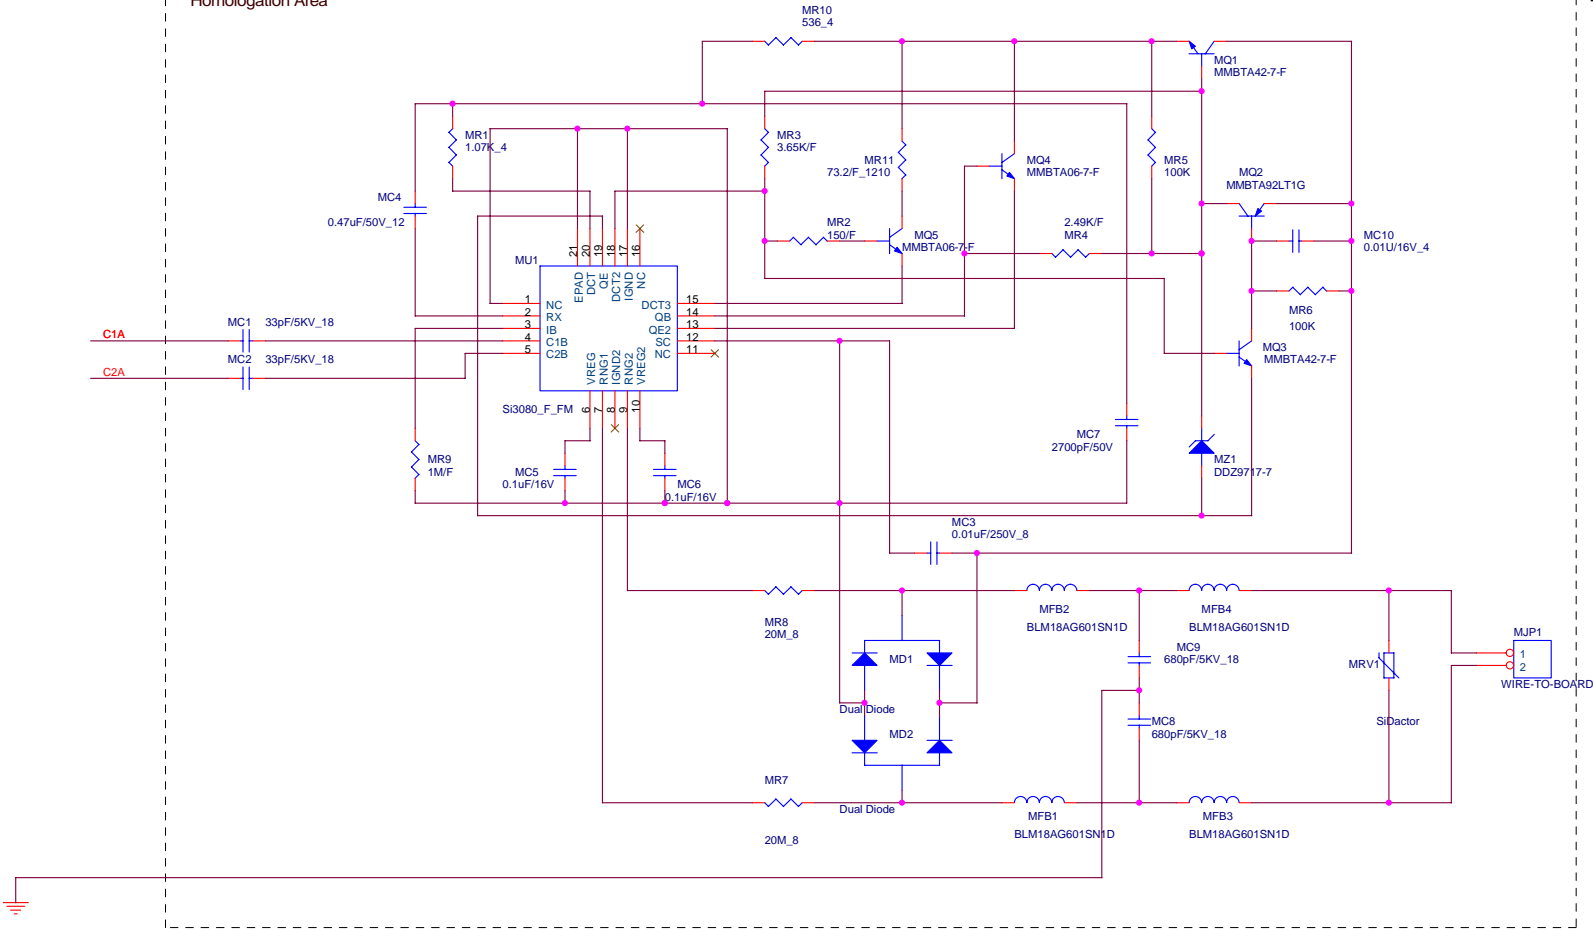 Homologation Area
MR10
536_4
MQ1
MMBTA42-7-F
MR1
1.07K_4
MR3
3.65K/F
MR11
73.2/F_1210
MQ4
MMBTA06-7-F
MR5
100K
MQ2
MMBTA92LT1G
MC4
0.47uF/50V_12
MR2
150/F
MQ5
MMBTA06-7-F
2.49K/F
MR4
MC10
0.01U/16V_4
MU1
21
20
19
18
17
16
EPAD
DCT
QE
DCT2
IGND
NC
1
2
3
4
5
NC
RX
IB
C1B
C2B
DCT3
QB
QE2
SC
NC
15
14
13
12
11
VREG
RNG1
IGND2
RNG2
VREG2
6
7
8
9
10
Si3080_F_FM
MR6
100K
MQ3
MMBTA42-7-F
C1A
MC1
33pF/5KV_18
C2A
MC2
33pF/5KV_18
MR9
1M/F
MC5
0.1uF/16V
MC6
0.1uF/16V
MC7
2700pF/50V
MZ1
DDZ9717-7
MC3
0.01uF/250V_8
MR8
20M_8
MFB2
BLM18AG601SN1D
MFB4
BLM18AG601SN1D
MD1
Dual Diode
MD2
Dual Diode
MC9
680pF/5KV_18
MC8
680pF/5KV_18
MRV1
SiDactor
MJP1
1
2
WIRE-TO-BOARD
MR7
20M_8
MFB1
BLM18AG601SN1D
MFB3
BLM18AG601SN1D